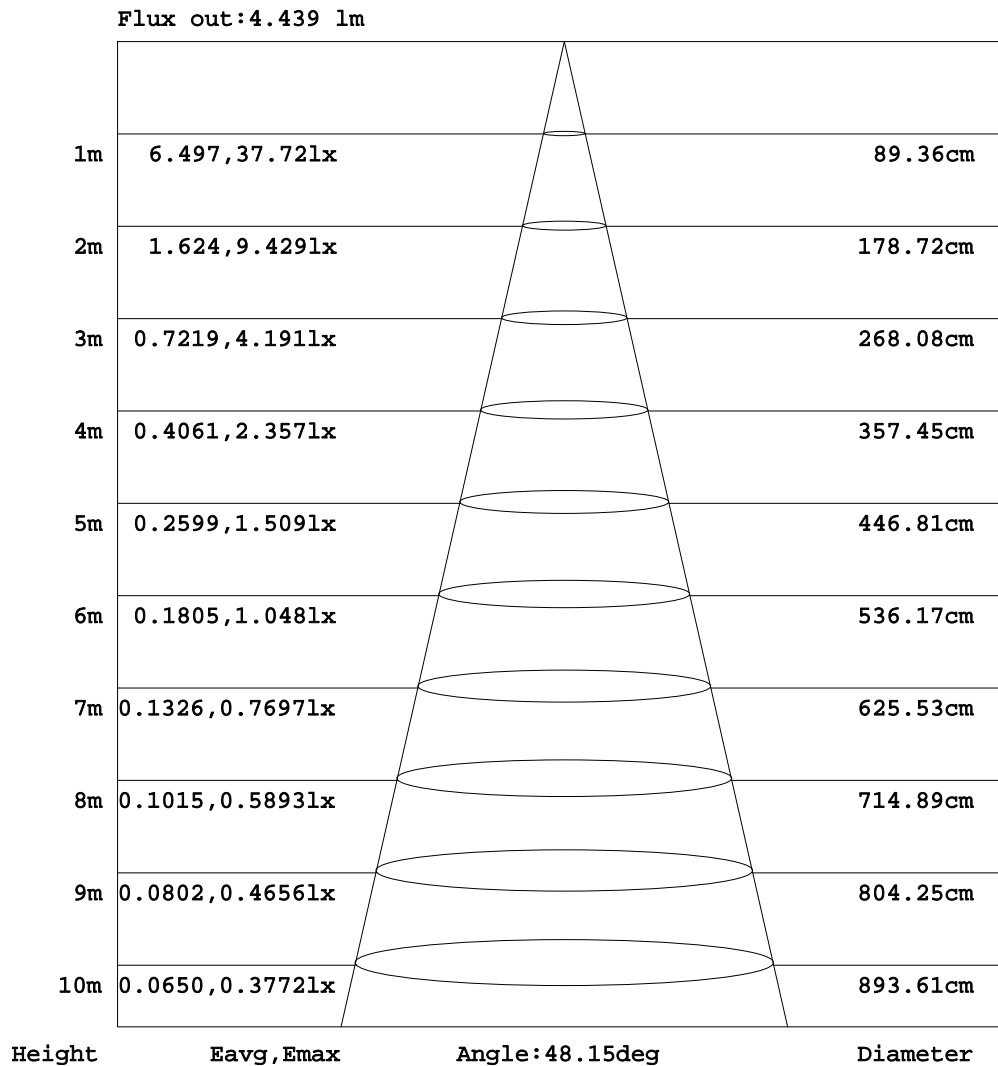 Flux out:4.439 lm
1m 6.497,37.72lx 89.36cm
2m 1.624,9.429lx 178.72cm
3m 0.7219,4.191lx 268.08cm
4m 0.4061,2.357lx 357.45cm
5m 0.2599,1.509lx 446.81cm
6m 0.1805,1.048lx 536.17cm
7m 0.1326,0.7697lx 625.53cm
8m 0.1015,0.5893lx 714.89cm
9m 0.0802,0.4656lx 804.25cm
10m 0.0650,0.3772lx 893.61cm
Height Eavg,Emax Angle:48.15deg Diameter